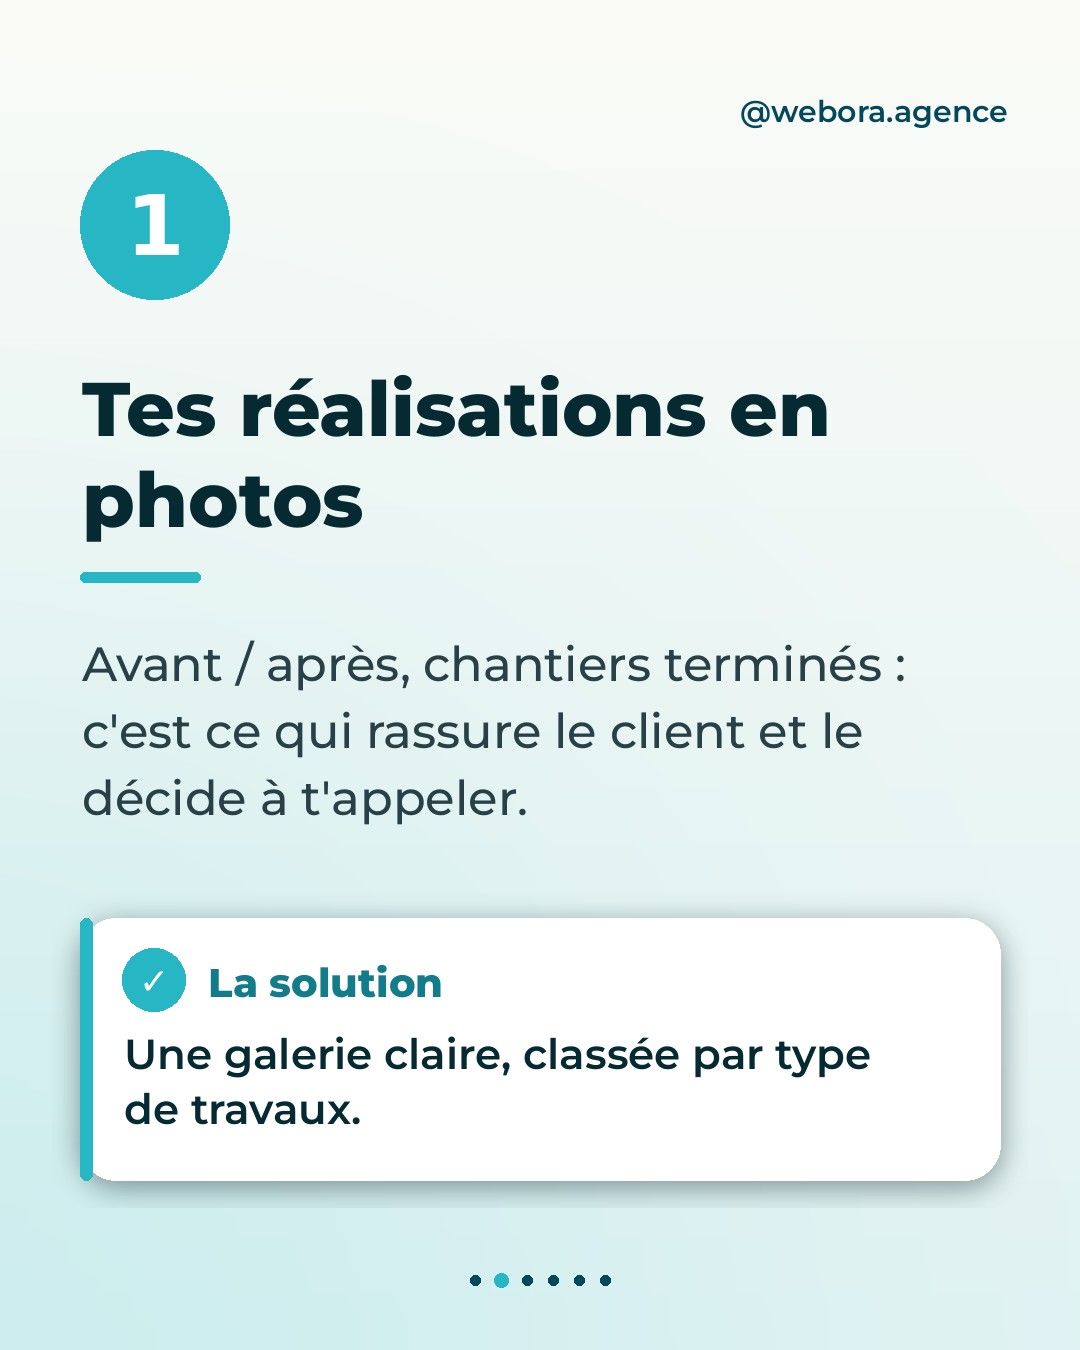 @webora.agence
1
Tes réalisations en
photos
Avant / après, chantiers terminés :
c'est ce qui rassure le client et le
décide à t'appeler.
✓ La solution
Une galerie claire, classée par type
de travaux.